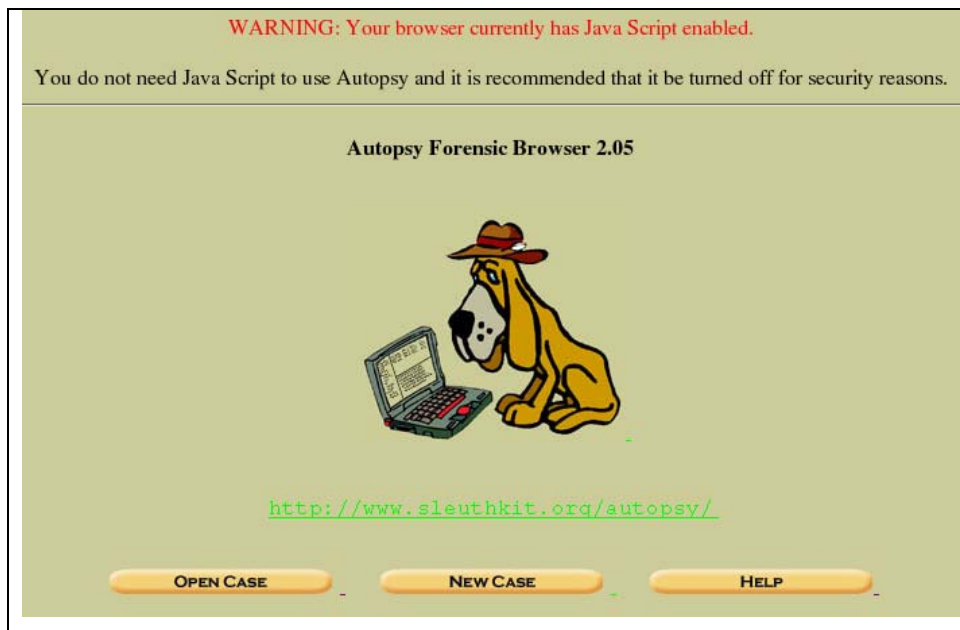 WARNING: Your browser currently has Java Script enabled.
You do not need Java Script to use Autopsy and it is recommended that it be turned off for security reasons.
Autopsy Forensic Browser 2.05
http://www.sleuthkit.org/autopsy/
OPEN CASE NEW CASE HELP